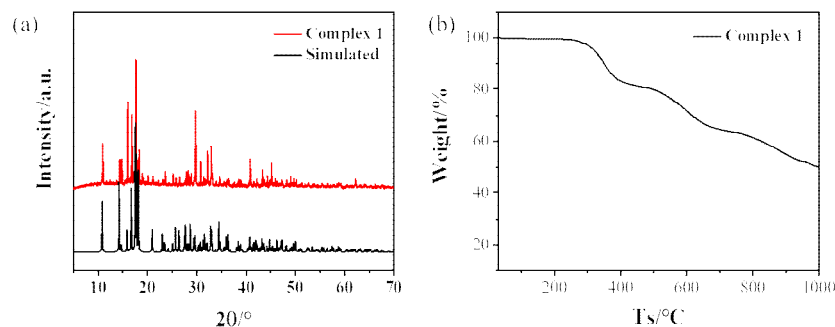 (a)
Complex 1
Simulated
Intensity/a.u.
10 20 30 40 50 60 70
20/°
(b)
Complex 1
Weight/%
100
80
60
40
20
200 400 600 800 1000
Ts/°C